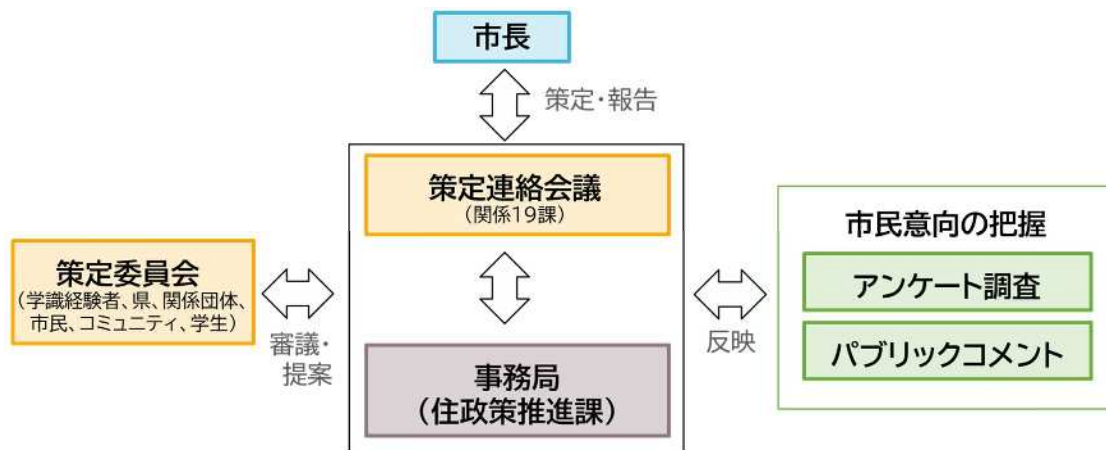 市長
策定・報告
策定連絡会議
(関係19課)
策定委員会
(学識経験者、県、関係団体、
市民、コミュニティ、学生)
審議・
提案
事務局
(住政策推進課)
反映
市民意向の把握
アンケート調査
パブリックコメント